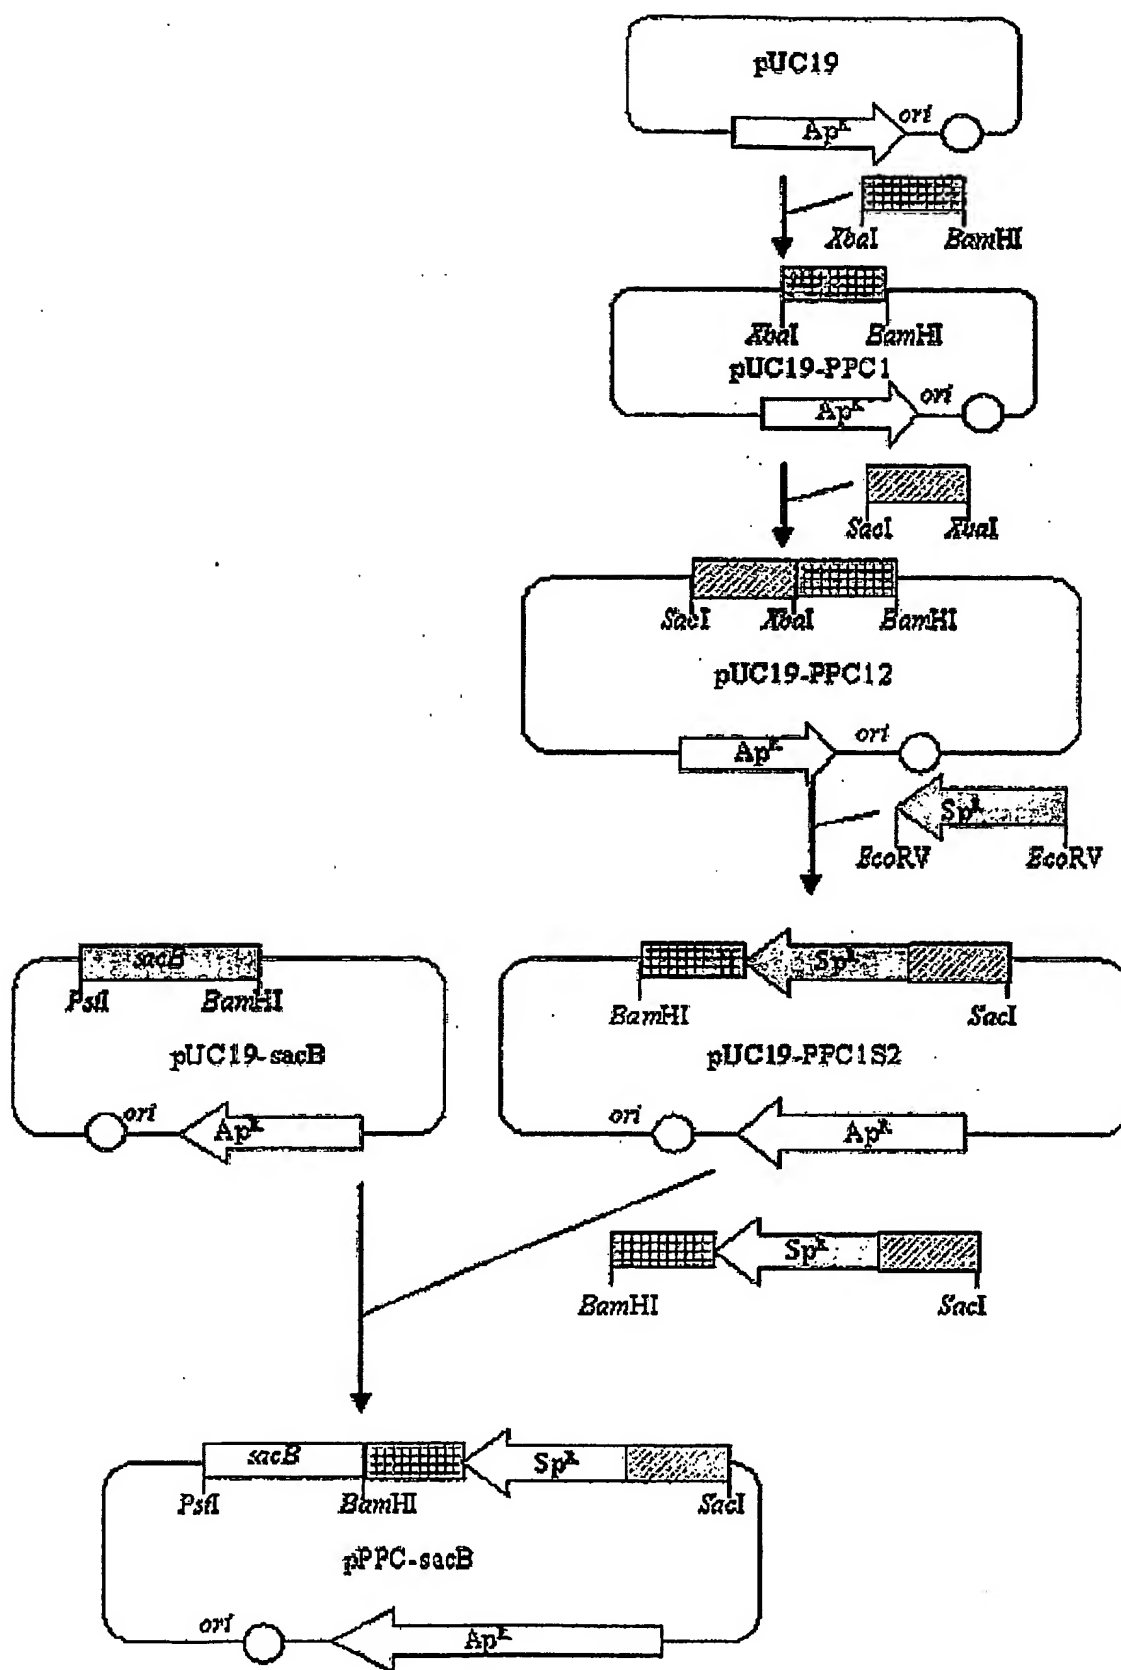 pUC19
Ap^R ori
XbaI BamHI
XbaI BamHI
pUC19-PPC1
Ap^R ori
SacI XbaI
SacI XbaI BamHI
pUC19-PPC12
Ap^R ori
Sp^R
EcoRV EcoRV
sacB
PstI BamHI
pUC19-sacB
ori Ap^R
Sp^R
BamHI SacI
pUC19-PPC1S2
ori Ap^R
Sp^R
BamHI SacI
sacB Sp^R
PstI BamHI SacI
pPPC-sacB
ori Ap^R